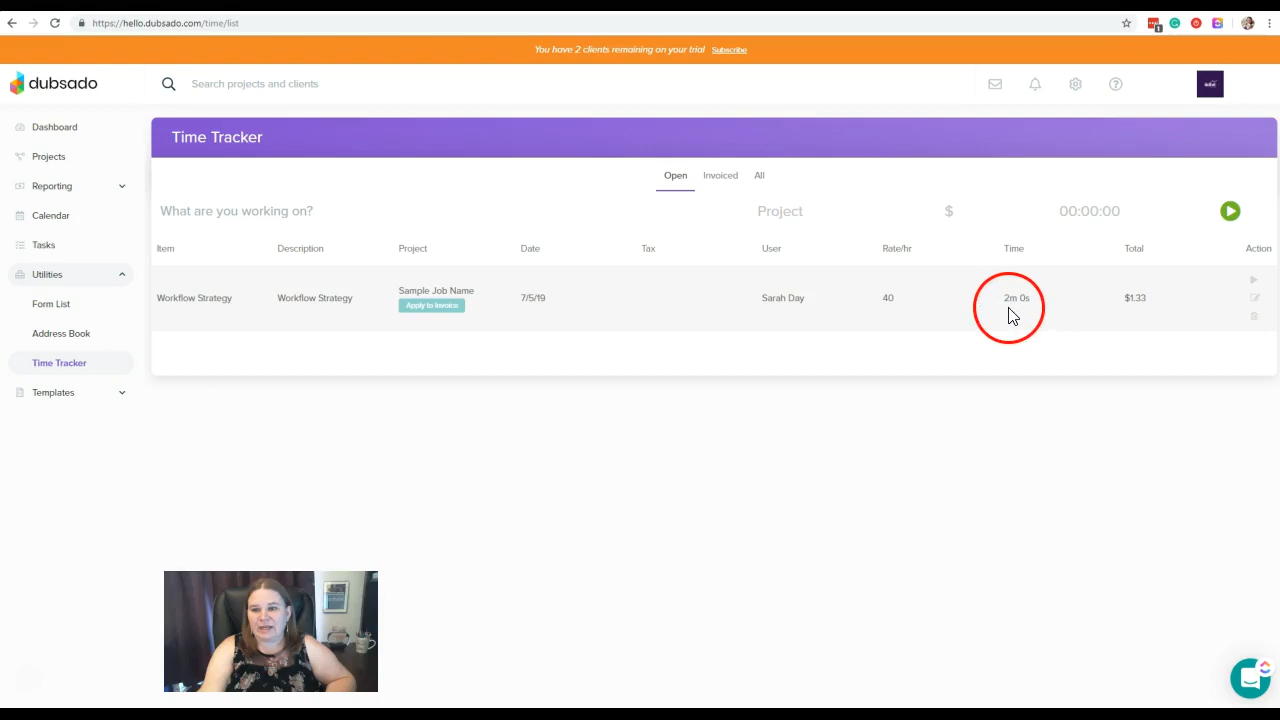 https://hello.dubsado.com/time/list
You have 2 clients remaining on your trial Subscribe
dubsado
Search projects and clients
Dashboard
Projects
Reporting
Calendar
Tasks
Utilities
Form List
Address Book
Time Tracker
Templates
Time Tracker
Open Invoiced All
What are you working on? Project $ 00:00:00
Item Description Project Date Tax User Rate/hr Time Total Action
Workflow Strategy Workflow Strategy Sample Job Name 7/5/19 Sarah Day 40 2m 0s $1.33
Apply to Invoice